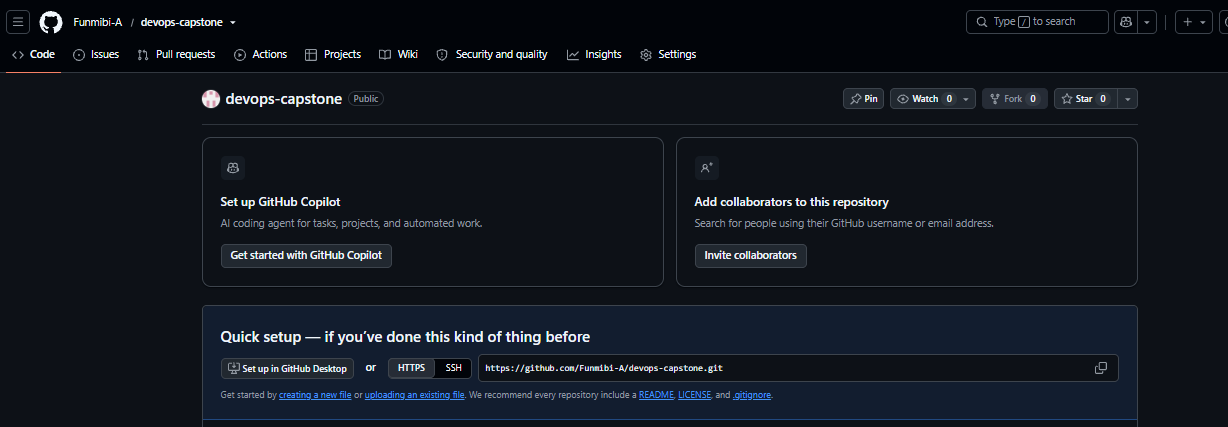 Funmibi-A / devops-capstone
Type / to search
Code Issues Pull requests Actions Projects Wiki Security and quality Insights Settings
devops-capstone Public
Pin Watch 0 Fork 0 Star 0
Set up GitHub Copilot
AI coding agent for tasks, projects, and automated work.
Get started with GitHub Copilot
Add collaborators to this repository
Search for people using their GitHub username or email address.
Invite collaborators
Quick setup — if you've done this kind of thing before
Set up in GitHub Desktop or HTTPS SSH https://github.com/Funmibi-A/devops-capstone.git
Get started by creating a new file or uploading an existing file. We recommend every repository include a README, LICENSE, and .gitignore.